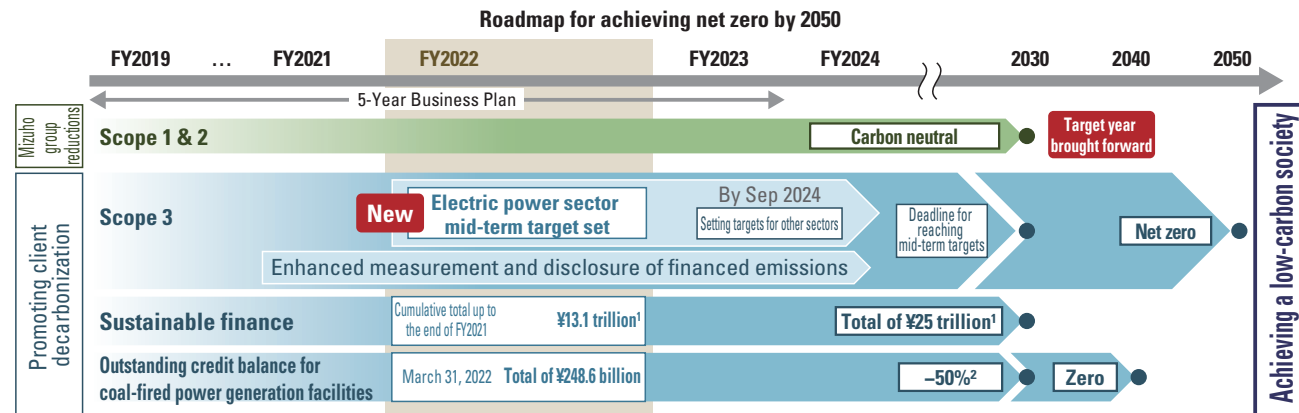 Roadmap for achieving net zero by 2050
FY2019 … FY2021 FY2022 FY2023 FY2024 2030 2040 2050
5-Year Business Plan
Mizuho
group
reductions
Scope 1 & 2
Carbon neutral
Target year
brought forward
Promoting client
decarbonization
Scope 3
New
Electric power sector
mid-term target set
By Sep 2024
Setting targets for other sectors
Deadline for
reaching
mid-term targets
Net zero
Enhanced measurement and disclosure of financed emissions
Sustainable finance
Cumulative total up to
the end of FY2021
¥13.1 trillion¹
Total of ¥25 trillion¹
Outstanding credit balance for
coal-fired power generation facilities
March 31, 2022 Total of ¥248.6 billion
–50%²
Zero
Achieving a low-carbon society